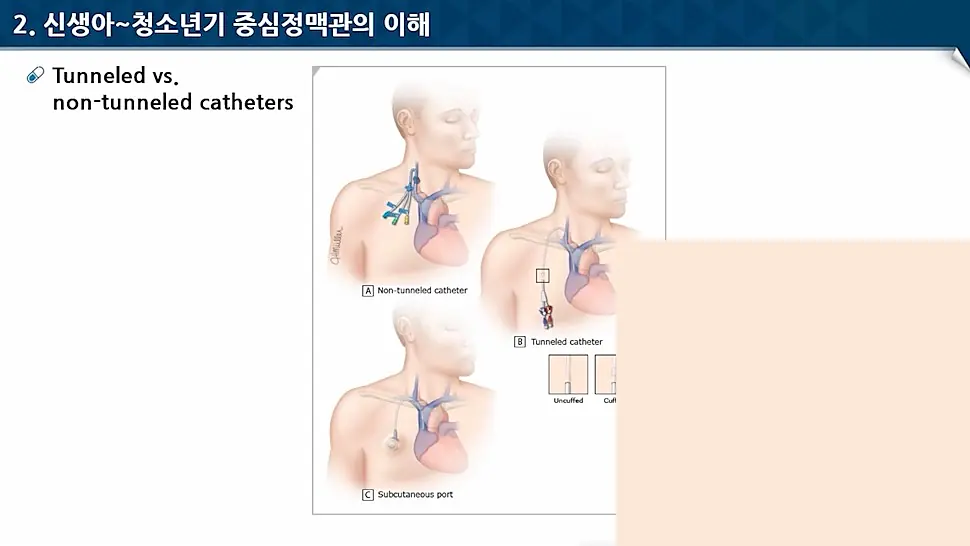 2. 신생아~청소년기 중심정맥관의 이해
Tunneled vs.
non-tunneled catheters
A Non-tunneled catheter
B Tunneled catheter
Uncuffed
C Subcutaneous port